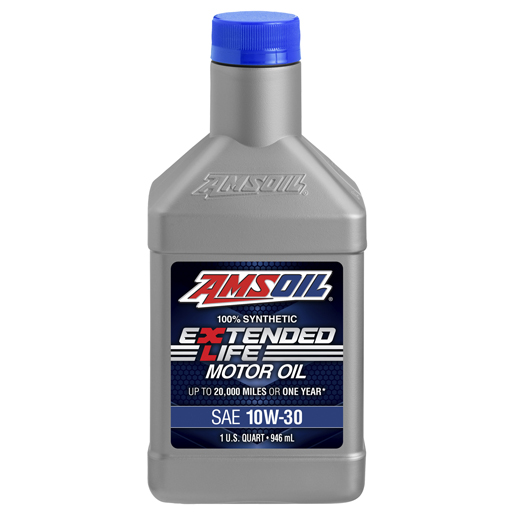 AMSOIL
AMSOIL®
100% SYNTHETIC
EXTENDED
LIFE
MOTOR OIL
UP TO 20,000 MILES OR ONE YEAR*
SAE 10W-30
1 U.S. QUART • 946 mL